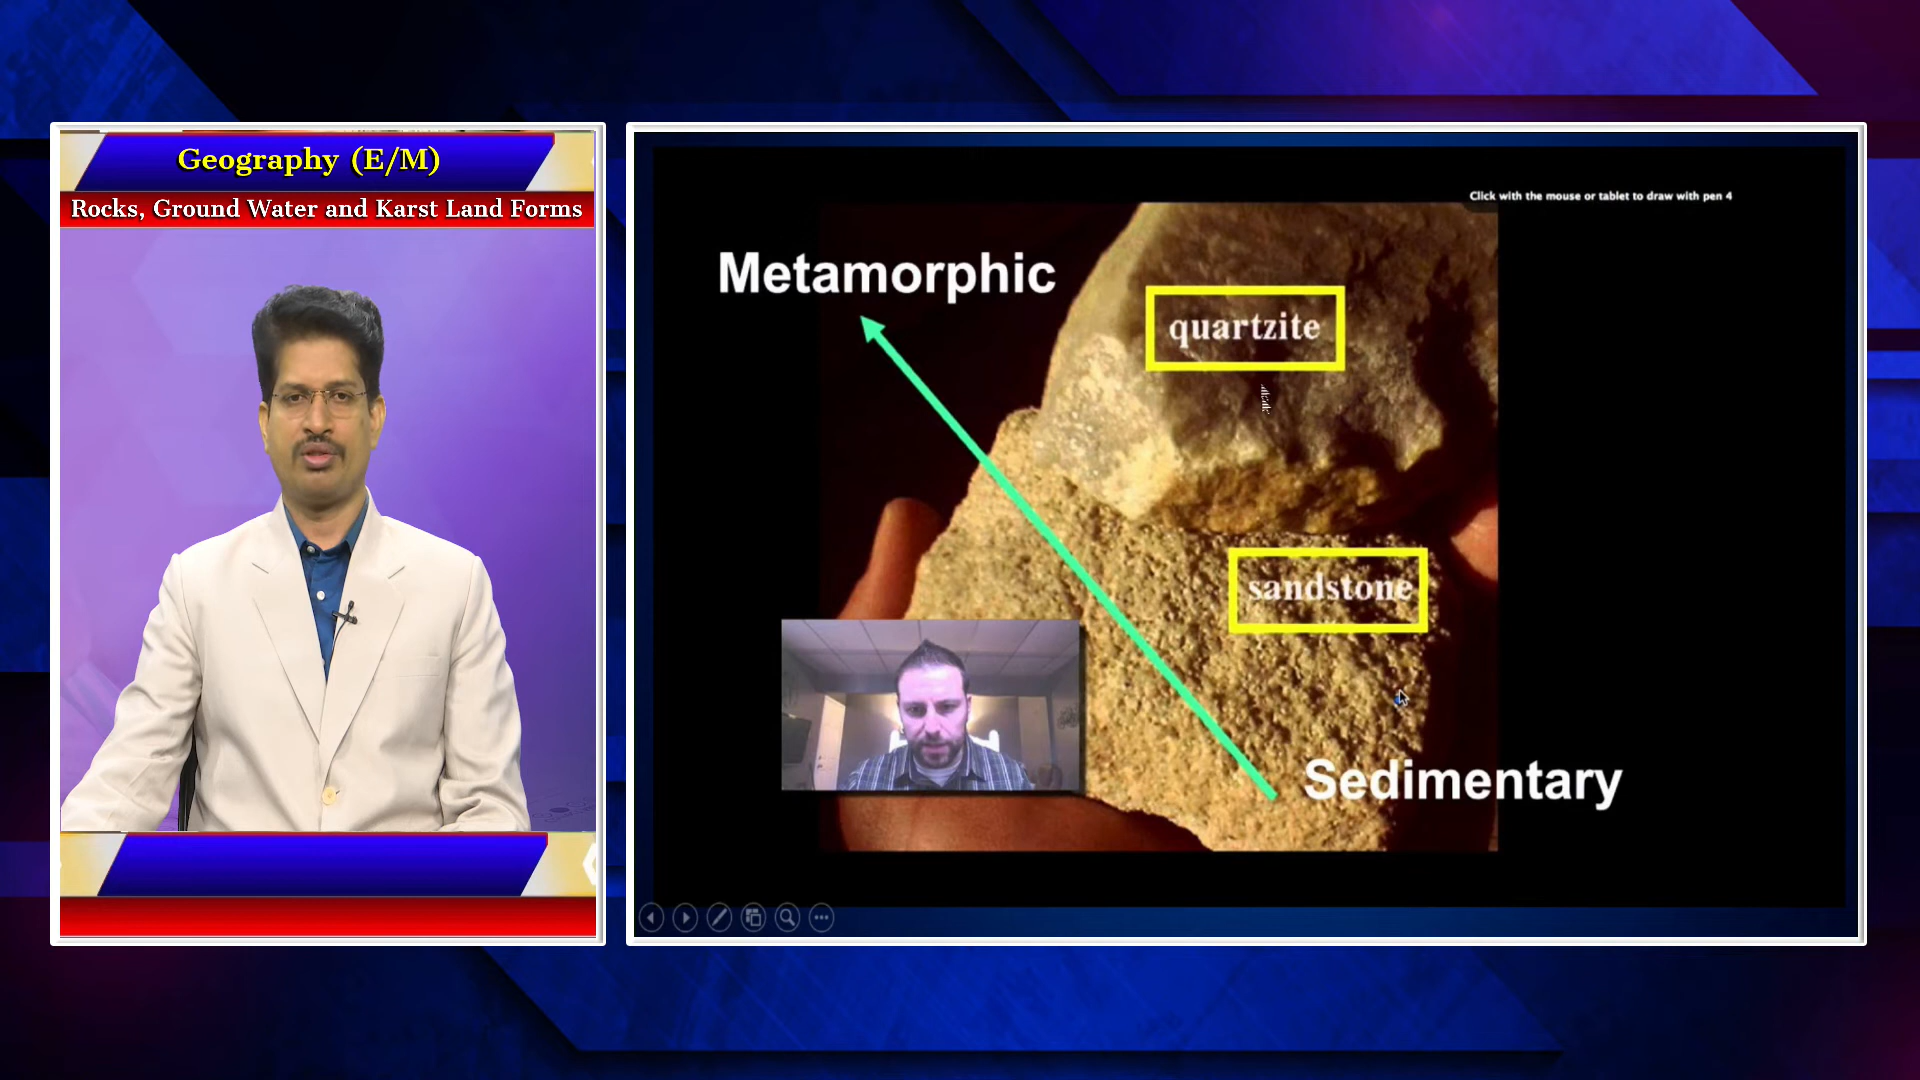 Geography (E/M)
Rocks, Ground Water and Karst Land Forms
Click with the mouse or tablet to draw with pen 4
Metamorphic
quartzite
sandstone
Sedimentary